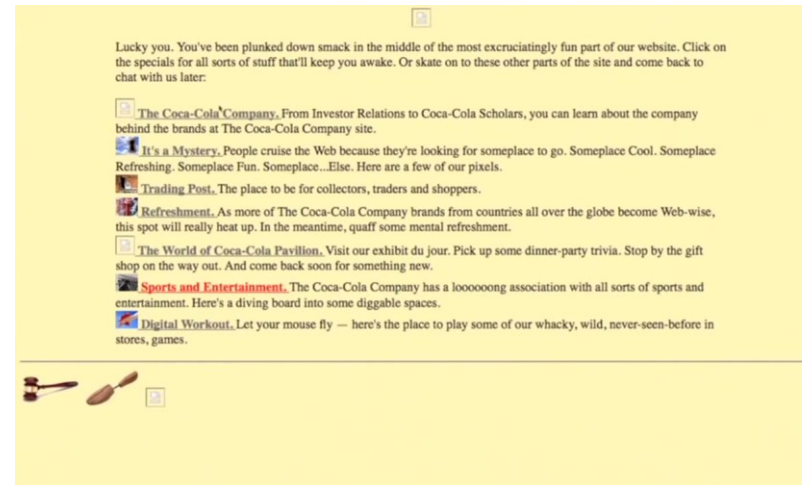 Lucky you. You've been plunked down smack in the middle of the most excruciatingly fun part of our website. Click on
the specials for all sorts of stuff that'll keep you awake. Or skate on to these other parts of the site and come back to
chat with us later:
The Coca-Cola Company. From Investor Relations to Coca-Cola Scholars, you can learn about the company
behind the brands at The Coca-Cola Company site.
It's a Mystery. People cruise the Web because they're looking for someplace to go. Someplace Cool. Someplace
Refreshing. Someplace Fun. Someplace...Else. Here are a few of our pixels.
Trading Post. The place to be for collectors, traders and shoppers.
Refreshment. As more of The Coca-Cola Company brands from countries all over the globe become Web-wise,
this spot will really heat up. In the meantime, quaff some mental refreshment.
The World of Coca-Cola Pavilion. Visit our exhibit du jour. Pick up some dinner-party trivia. Stop by the gift
shop on the way out. And come back soon for something new.
Sports and Entertainment. The Coca-Cola Company has a loooooong association with all sorts of sports and
entertainment. Here's a diving board into some diggable spaces.
Digital Workout. Let your mouse fly — here's the place to play some of our whacky, wild, never-seen-before in
stores, games.